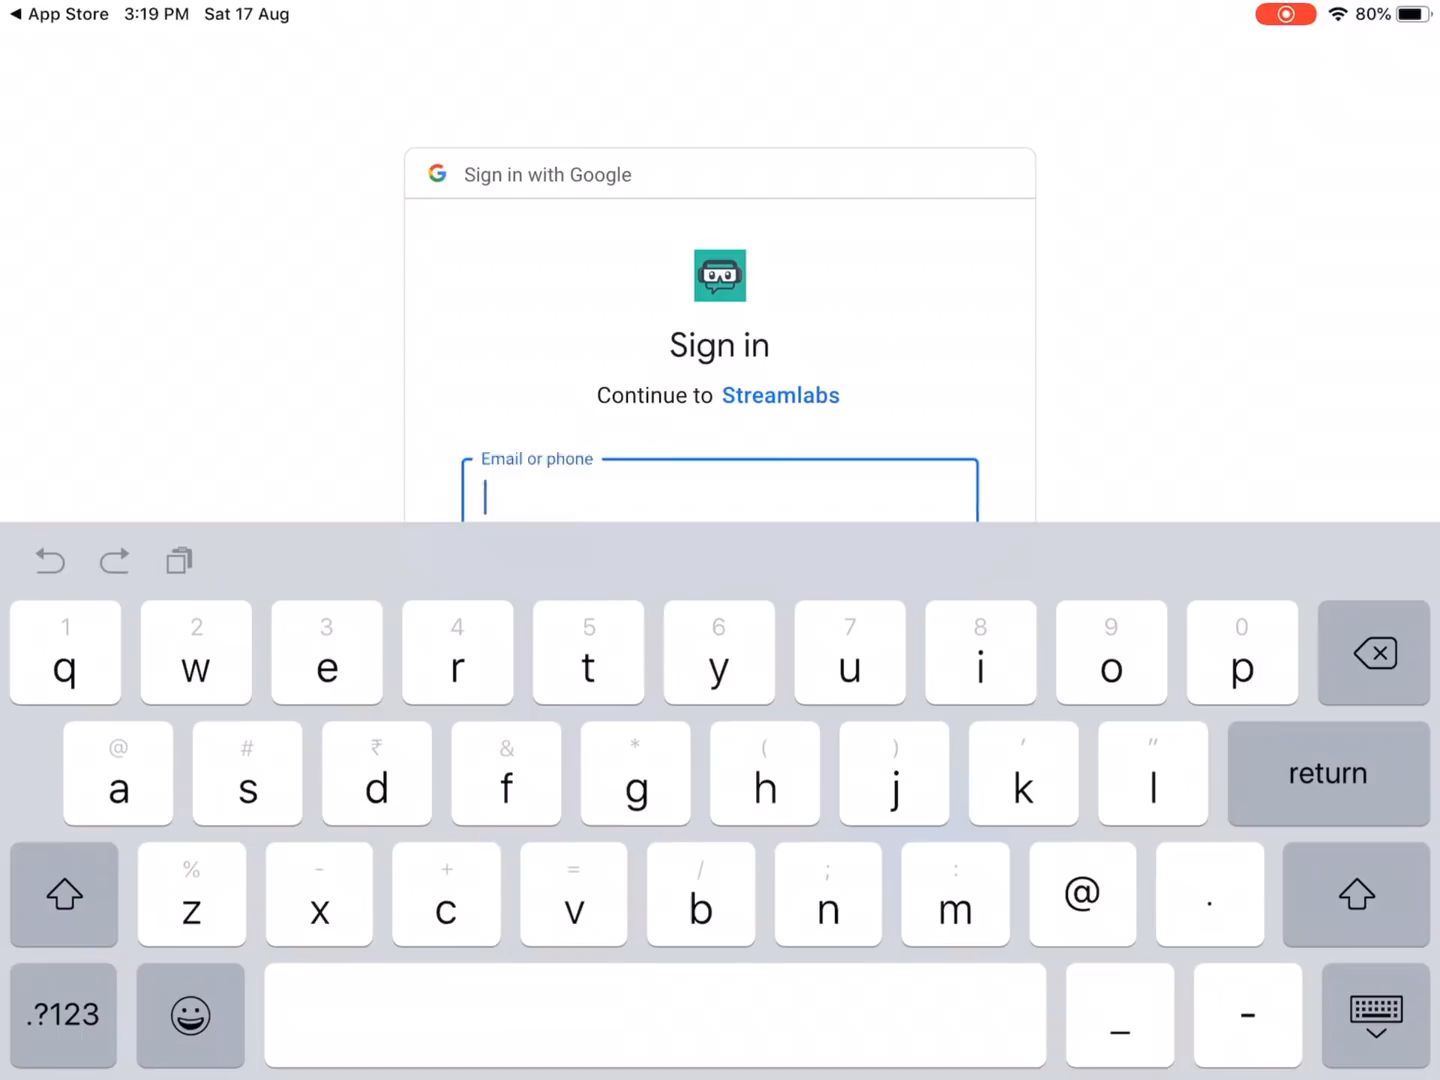 ◀ App Store 3:19 PM Sat 17 Aug 80%
Sign in with Google
Sign in
Continue to Streamlabs
Email or phone
1 2 3 4 5 6 7 8 9 0
q w e r t y u i o p
@ # ₹ & * ( ) ' "
a s d f g h j k l return
% - + = / ; :
z x c v b n m @ .
.?123 _ -